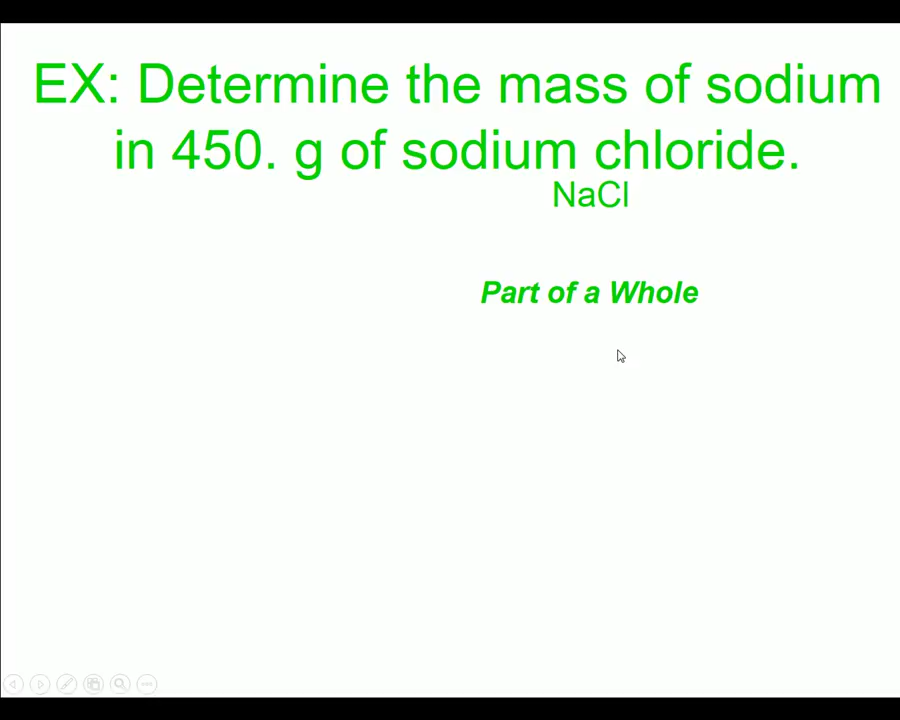 EX: Determine the mass of sodium
in 450. g of sodium chloride.
NaCl
Part of a Whole